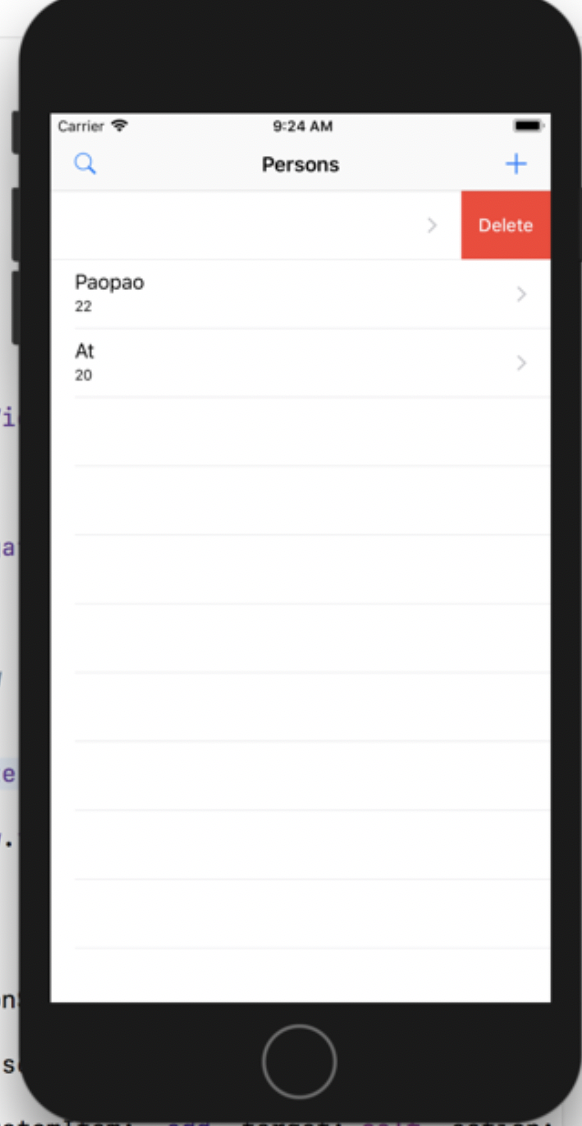 Carrier
9:24 AM
Persons
Delete
Paopao
22
At
20